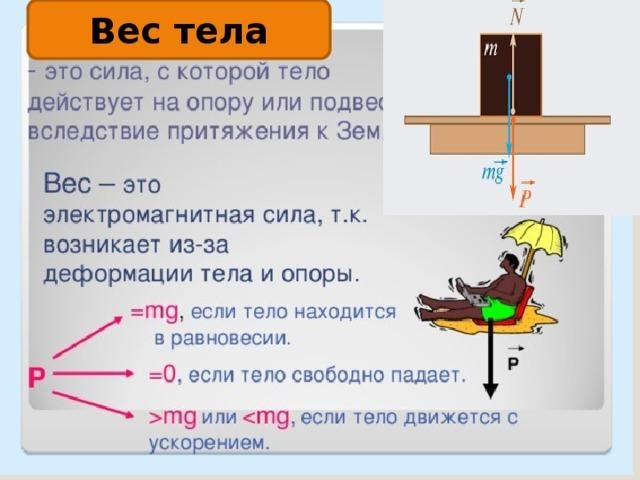 Вес тела
- это сила, с которой тело
действует на опору или
вследствие притяжения к
Вес – это
электромагнитная сила, т.к.
возникает из-за
деформации тела и опоры.
=mg, если тело находится
в равновесии.
P
=0, если тело свободно падает.
>mg или <mg, если тело движется с
ускорением.
N
m
mg
P
P